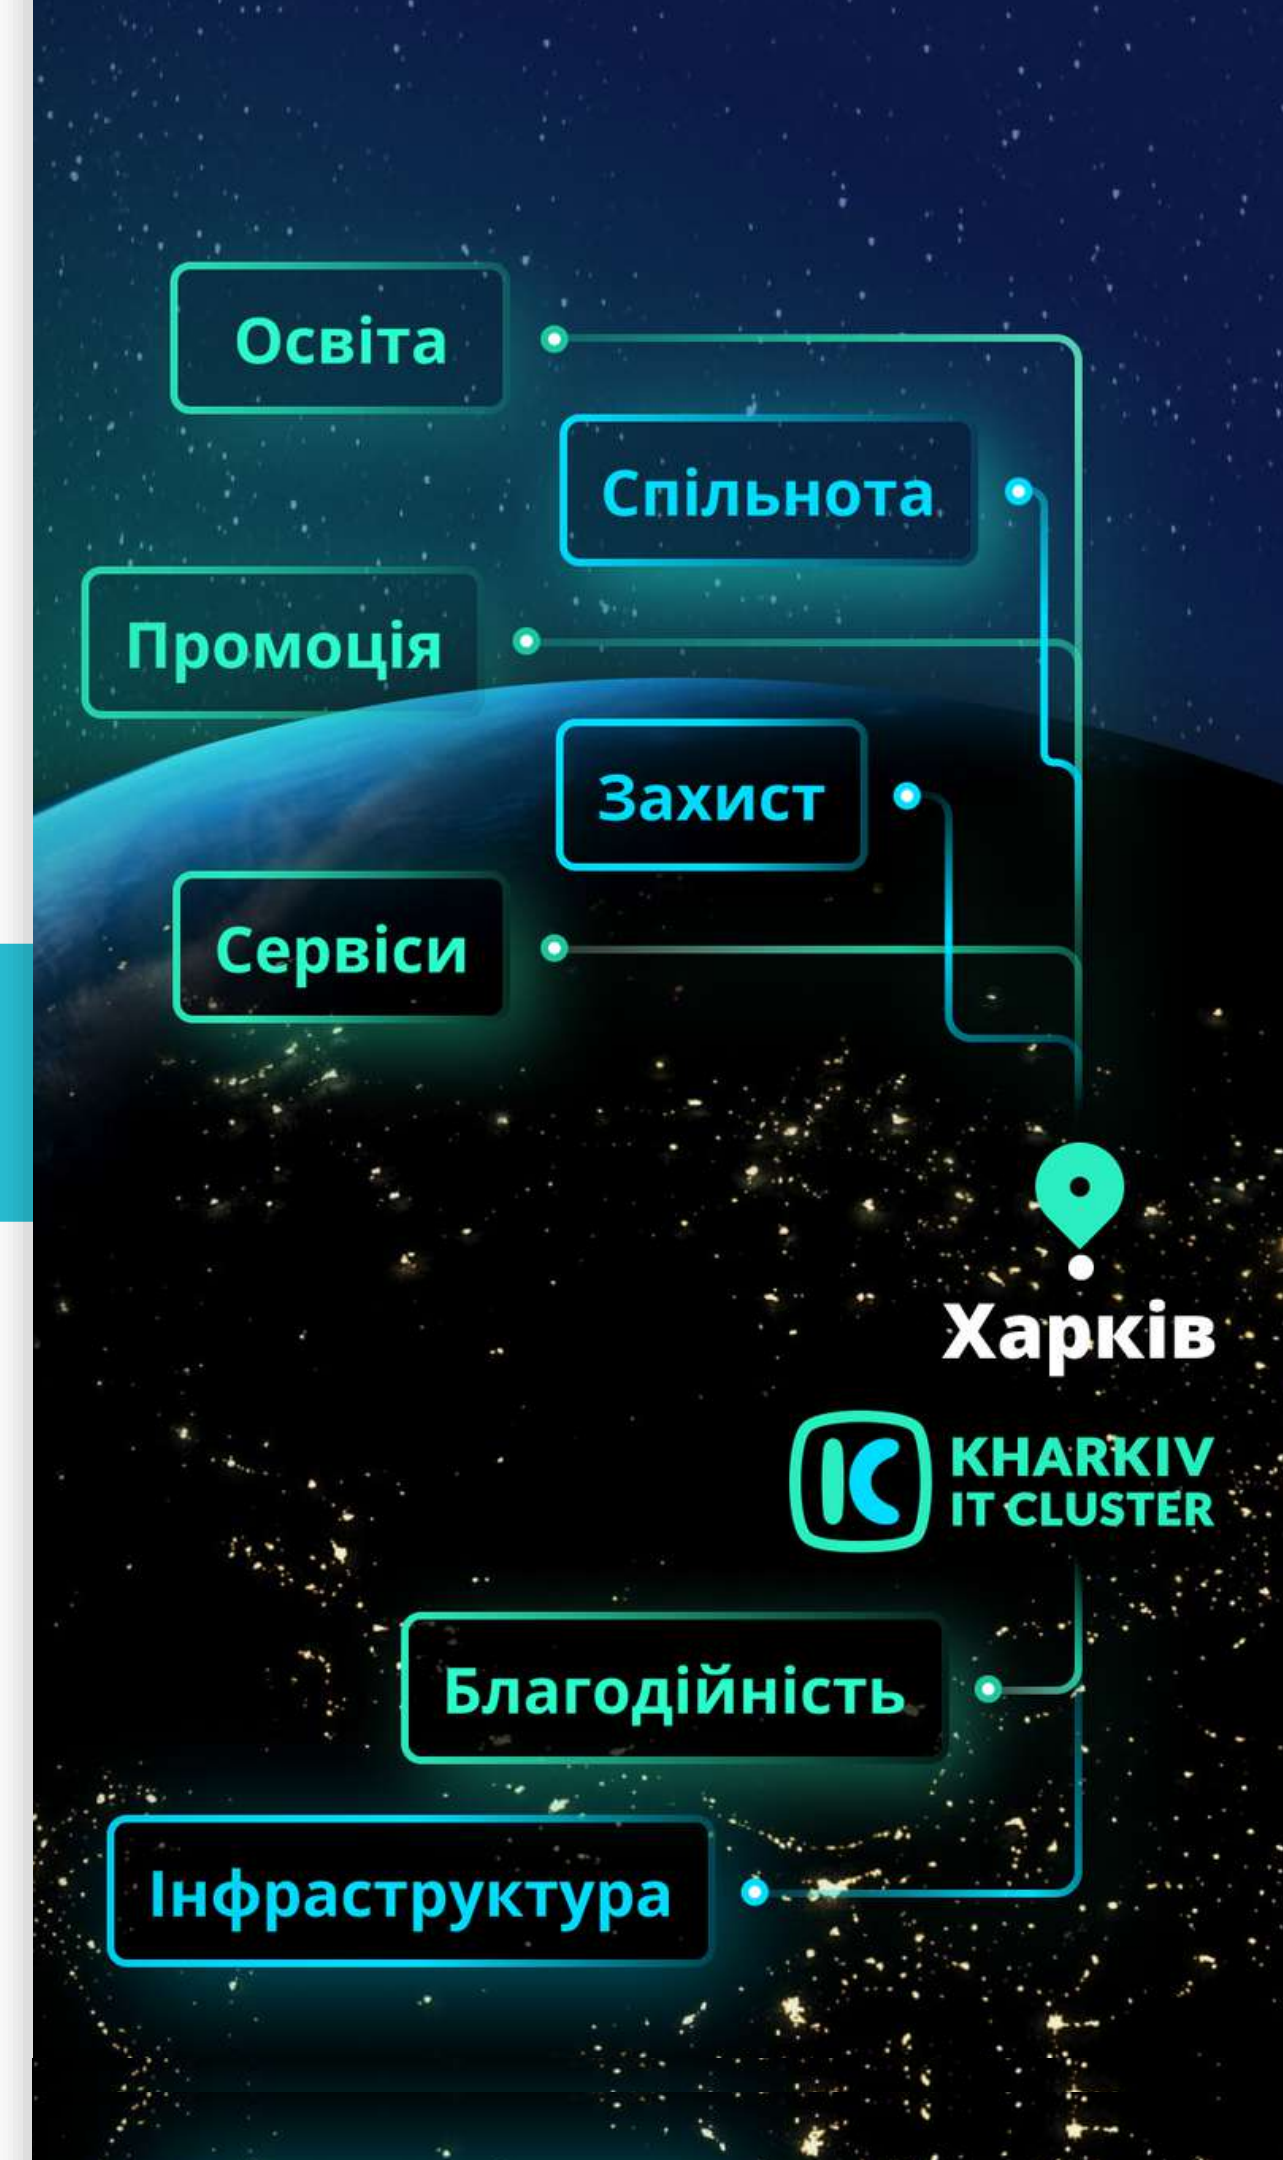 Освіта
Спільнота
Промоція
Захист
Сервіси
Харків
KHARKIV
IT CLUSTER
Благодійність
Інфраструктура